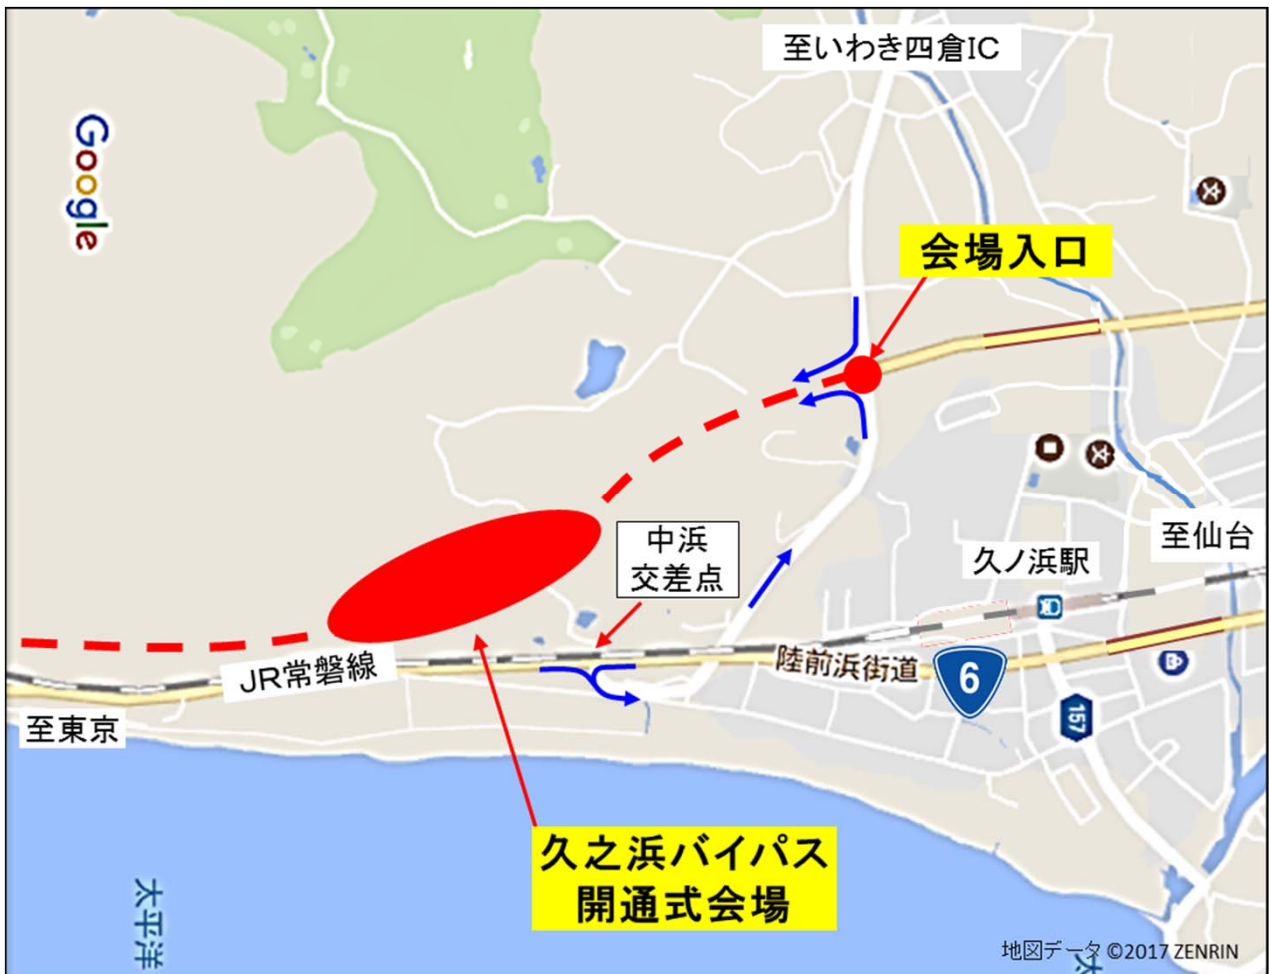 至いわき四倉IC
Google
文
会場入口
文
至仙台
中浜
交差点
久ノ浜駅
JR常磐線
陸前浜街道
6
157
至東京
久之浜バイパス
開通式会場
太平洋
地図データ ©2017 ZENRIN
太